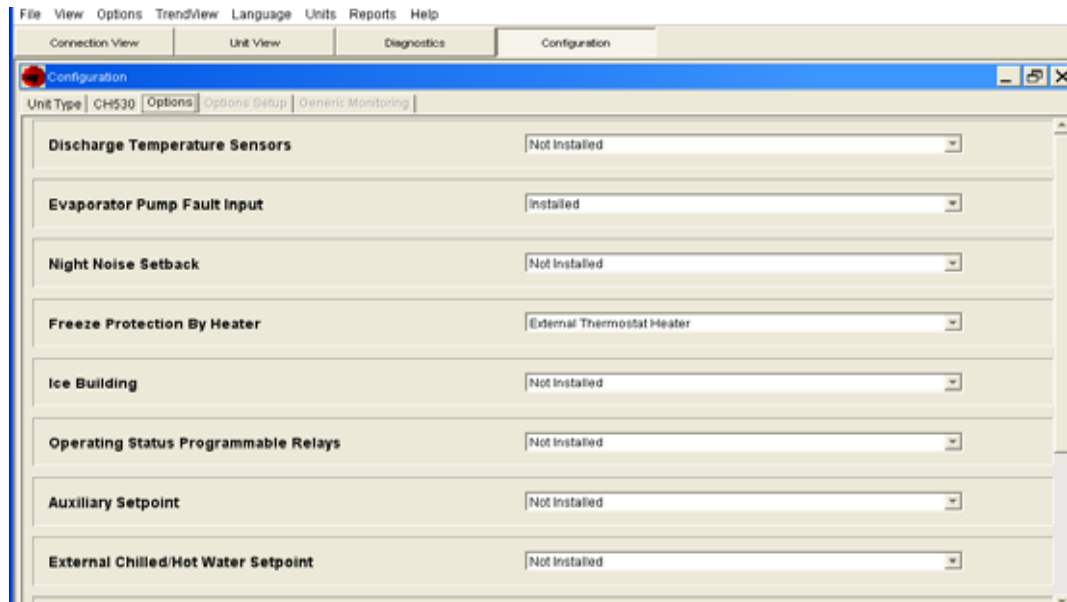 File View Options TrendView Language Units Reports Help
Connection View Unit View Diagnostics Configuration
Configuration
Unit Type CH530 Options Options Setup Generic Monitoring
Discharge Temperature Sensors Not Installed
Evaporator Pump Fault Input Installed
Night Noise Setback Not Installed
Freeze Protection By Heater External Thermostat Heater
Ice Building Not Installed
Operating Status Programmable Relays Not Installed
Auxiliary Setpoint Not Installed
External Chilled/Hot Water Setpoint Not Installed